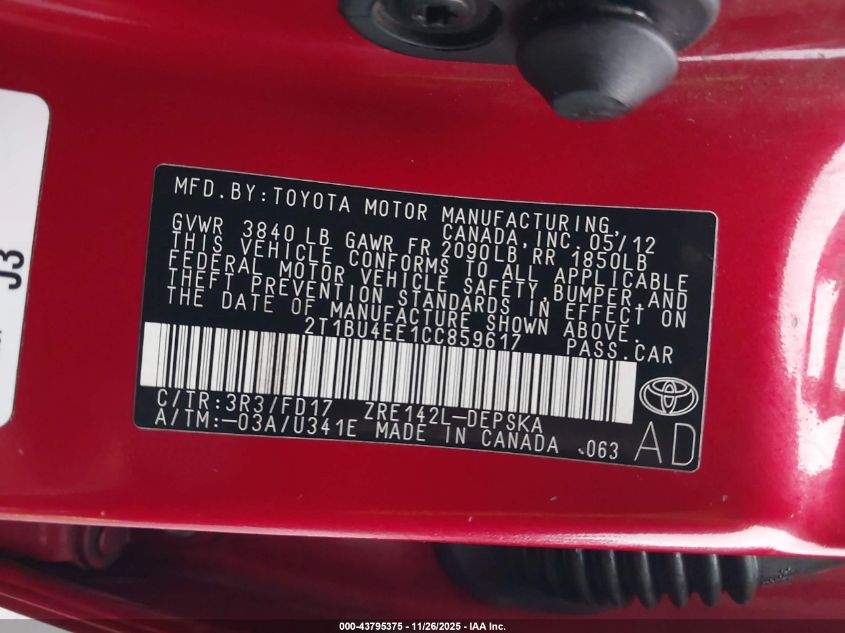 J3
MFD.BY:TOYOTA MOTOR MANUFACTURING,
CANADA,INC.05/12
GVWR 3840 LB GAWR FR 2090LB,RR 1850LB
THIS VEHICLE CONFORMS TO ALL APPLICABLE
FEDERAL MOTOR VEHICLE SAFETY,BUMPER,AND
THEFT PREVENTION STANDARDS IN EFFECT ON
THE DATE OF MANUFACTURE SHOWN ABOVE.
2T1BU4EE1CC859617 PASS.CAR
C/TR:3R3/FD17 ZRE142L-DEPSKA
A/TM:-03A/U341E MADE IN CANADA .063
AD
000-43795375 - 11/26/2025 - IAA Inc.